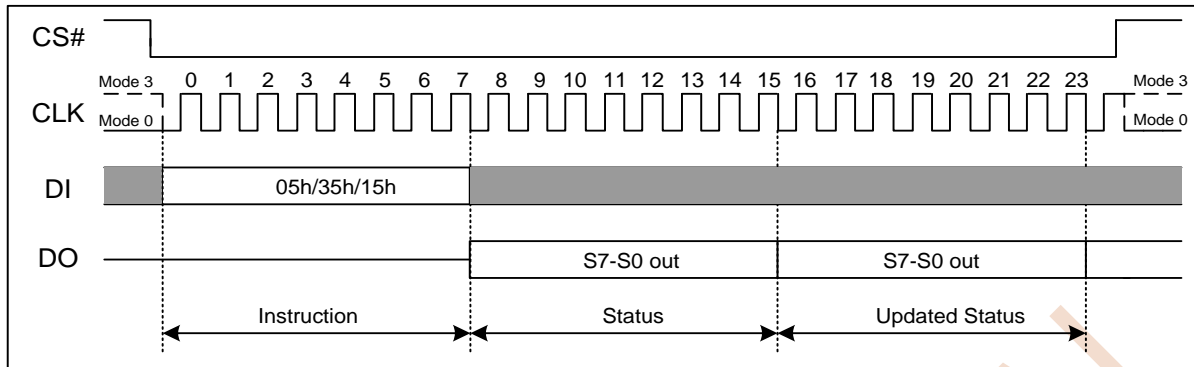 CS#
Mode 3 0 1 2 3 4 5 6 7 8 9 10 11 12 13 14 15 16 17 18 19 20 21 22 23 Mode 3
CLK
Mode 0 Mode 0
DI 05h/35h/15h
DO S7-S0 out S7-S0 out
Instruction Status Updated Status